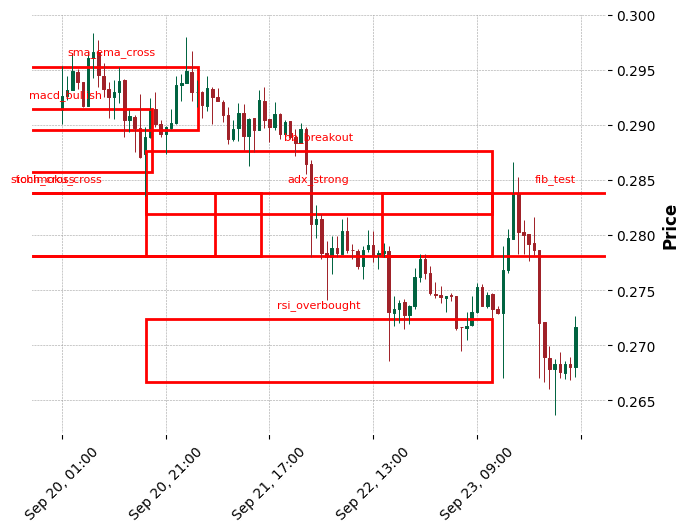 0.300
sma_ema_cross
0.295
macd_bullish
0.290
bb_breakout
0.285
adx_strong
fib_test
0.280
Price
0.275
rsi_overbought
0.270
0.265
Sep 20, 01:00
Sep 20, 21:00
Sep 21, 17:00
Sep 22, 13:00
Sep 23, 09:00